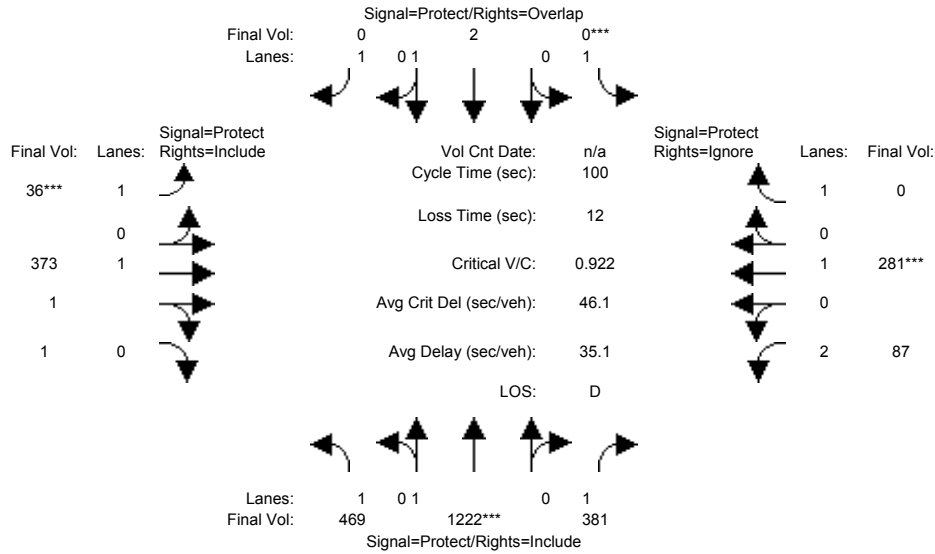 Signal=Protect/Rights=Overlap
Final Vol: 0 2 0***
Lanes: 1 0 1 0 1
Signal=Protect
Final Vol: Lanes: Rights=Include
Vol Cnt Date: n/a
Signal=Protect
Rights=Ignore Lanes: Final Vol:
Cycle Time (sec): 100
36*** 1
1 0
Loss Time (sec): 12
0
0
373 1
Critical V/C: 0.922
1 281***
1
Avg Crit Del (sec/veh): 46.1
0
1 0
Avg Delay (sec/veh): 35.1
2 87
LOS: D
Lanes: 1 0 1 0 1
Final Vol: 469 1222*** 381
Signal=Protect/Rights=Include